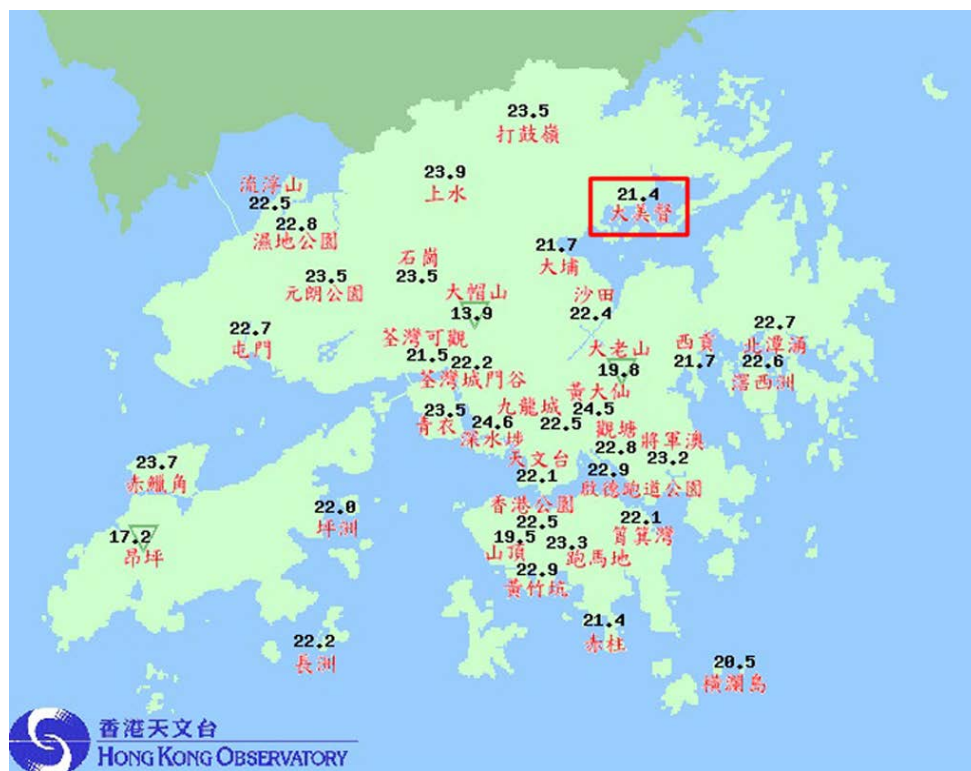 23.5
打鼓嶺
23.9
上水
21.4
大美督
流浮山
22.5
22.8
濕地公園
21.7
大埔
石崗
23.5
23.5
元朗公園
大帽山
13.9
沙田
22.4
22.7
屯門
荃灣可觀
21.5
22.2
荃灣城門谷
大老山
19.8
西貢
21.7
22.7
北潭涌
22.6
滘西洲
黃大仙
24.5
九龍城
22.5
23.5
青衣
24.6
深水埗
觀塘
22.8
將軍澳
23.2
天文台
22.1
22.9
啟德跑道公園
23.7
赤鱲角
22.0
坪洲
香港公園
22.5
22.1
筲箕灣
17.2
昂坪
19.5
山頂
23.3
跑馬地
22.9
黃竹坑
21.4
赤柱
22.2
長洲
20.5
橫瀾島
香港天文台
HONG KONG OBSERVATORY